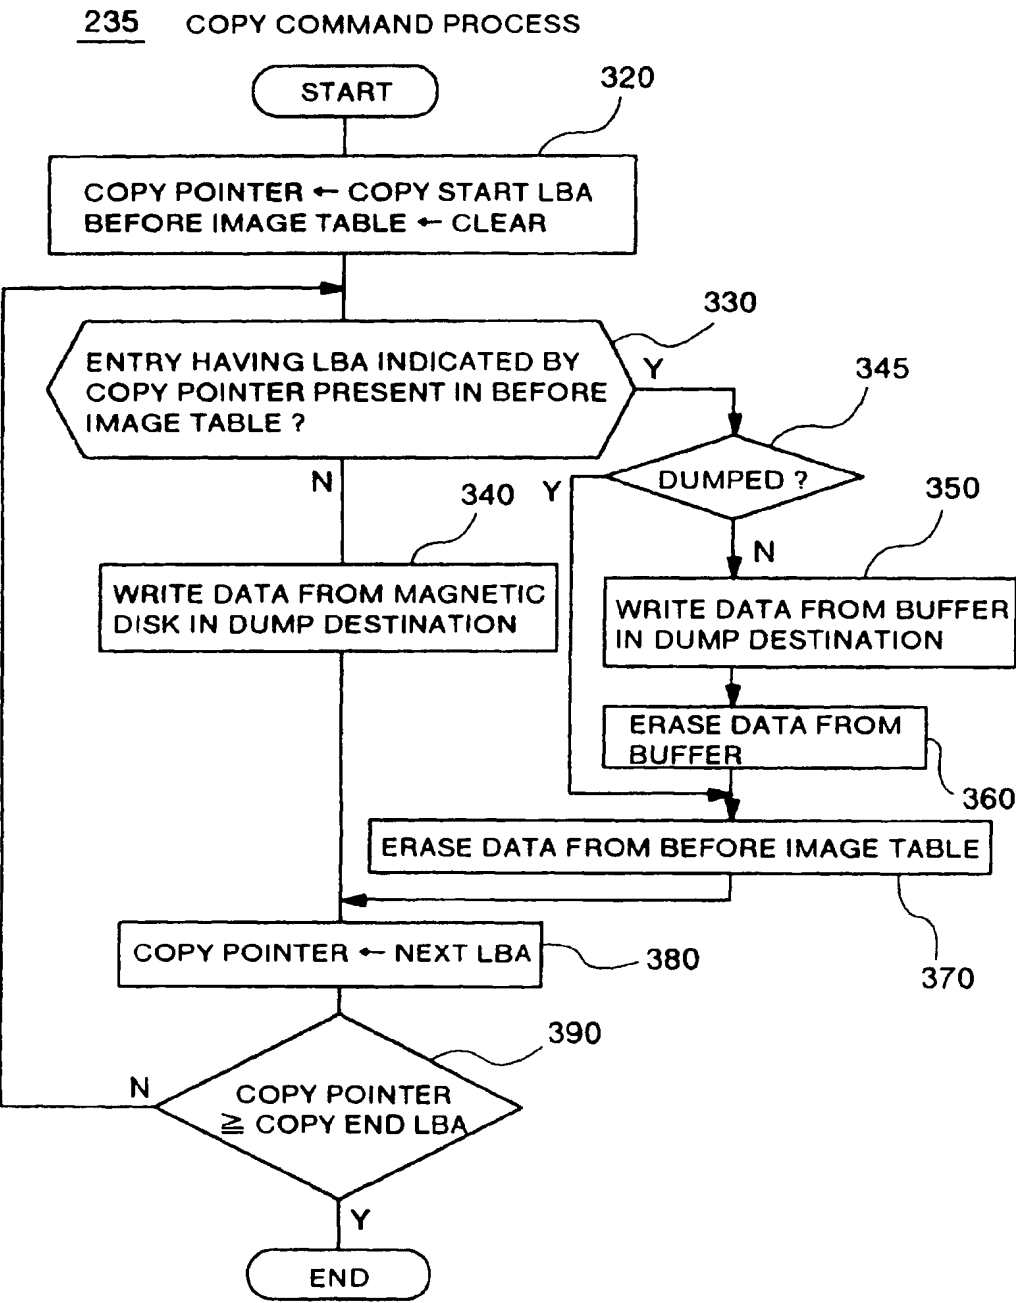 235 COPY COMMAND PROCESS
START
320
COPY POINTER ← COPY START LBA
BEFORE IMAGE TABLE ← CLEAR
330
ENTRY HAVING LBA INDICATED BY
COPY POINTER PRESENT IN BEFORE
IMAGE TABLE ?
Y
345
N
DUMPED ?
Y
N
340
350
WRITE DATA FROM MAGNETIC
DISK IN DUMP DESTINATION
WRITE DATA FROM BUFFER
IN DUMP DESTINATION
ERASE DATA FROM
BUFFER
360
ERASE DATA FROM BEFORE IMAGE TABLE
370
COPY POINTER ← NEXT LBA
380
390
COPY POINTER
≧ COPY END LBA
N
Y
END